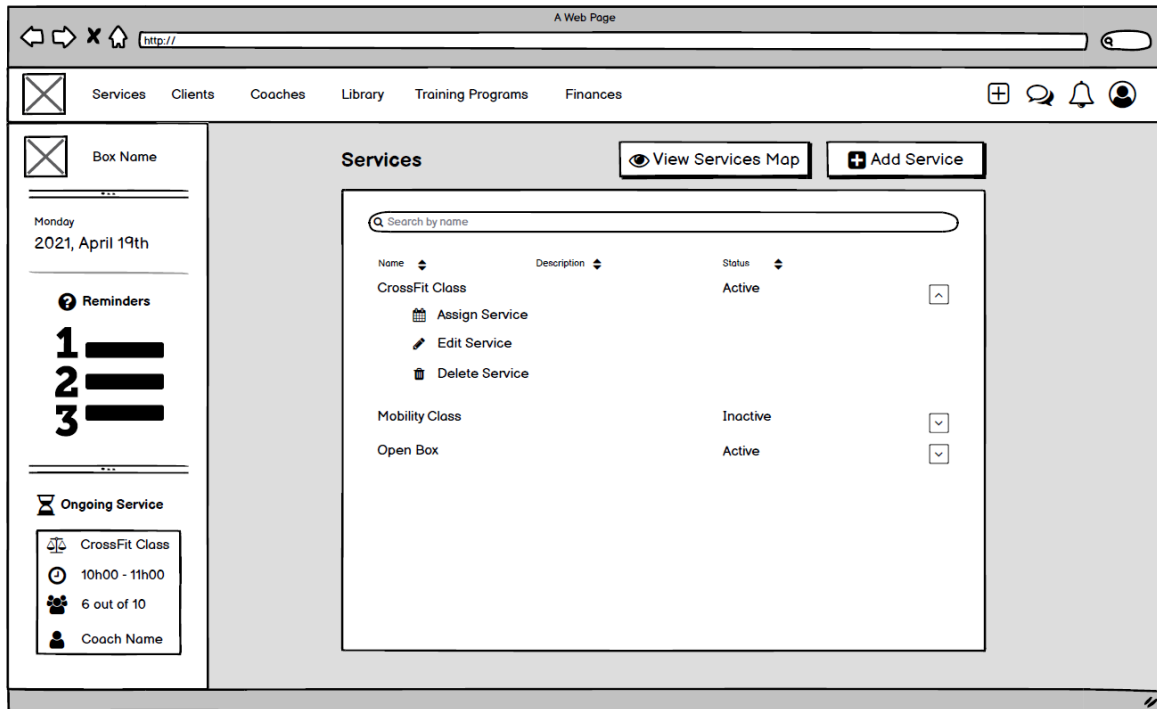 A Web Page
http://
Services Clients Coaches Library Training Programs Finances
Box Name
Monday
2021, April 19th
Reminders
1
2
3
Ongoing Service
CrossFit Class
10h00 - 11h00
6 out of 10
Coach Name
Services
View Services Map
Add Service
Search by name
Name Description Status
CrossFit Class Active
Assign Service
Edit Service
Delete Service
Mobility Class Inactive
Open Box Active